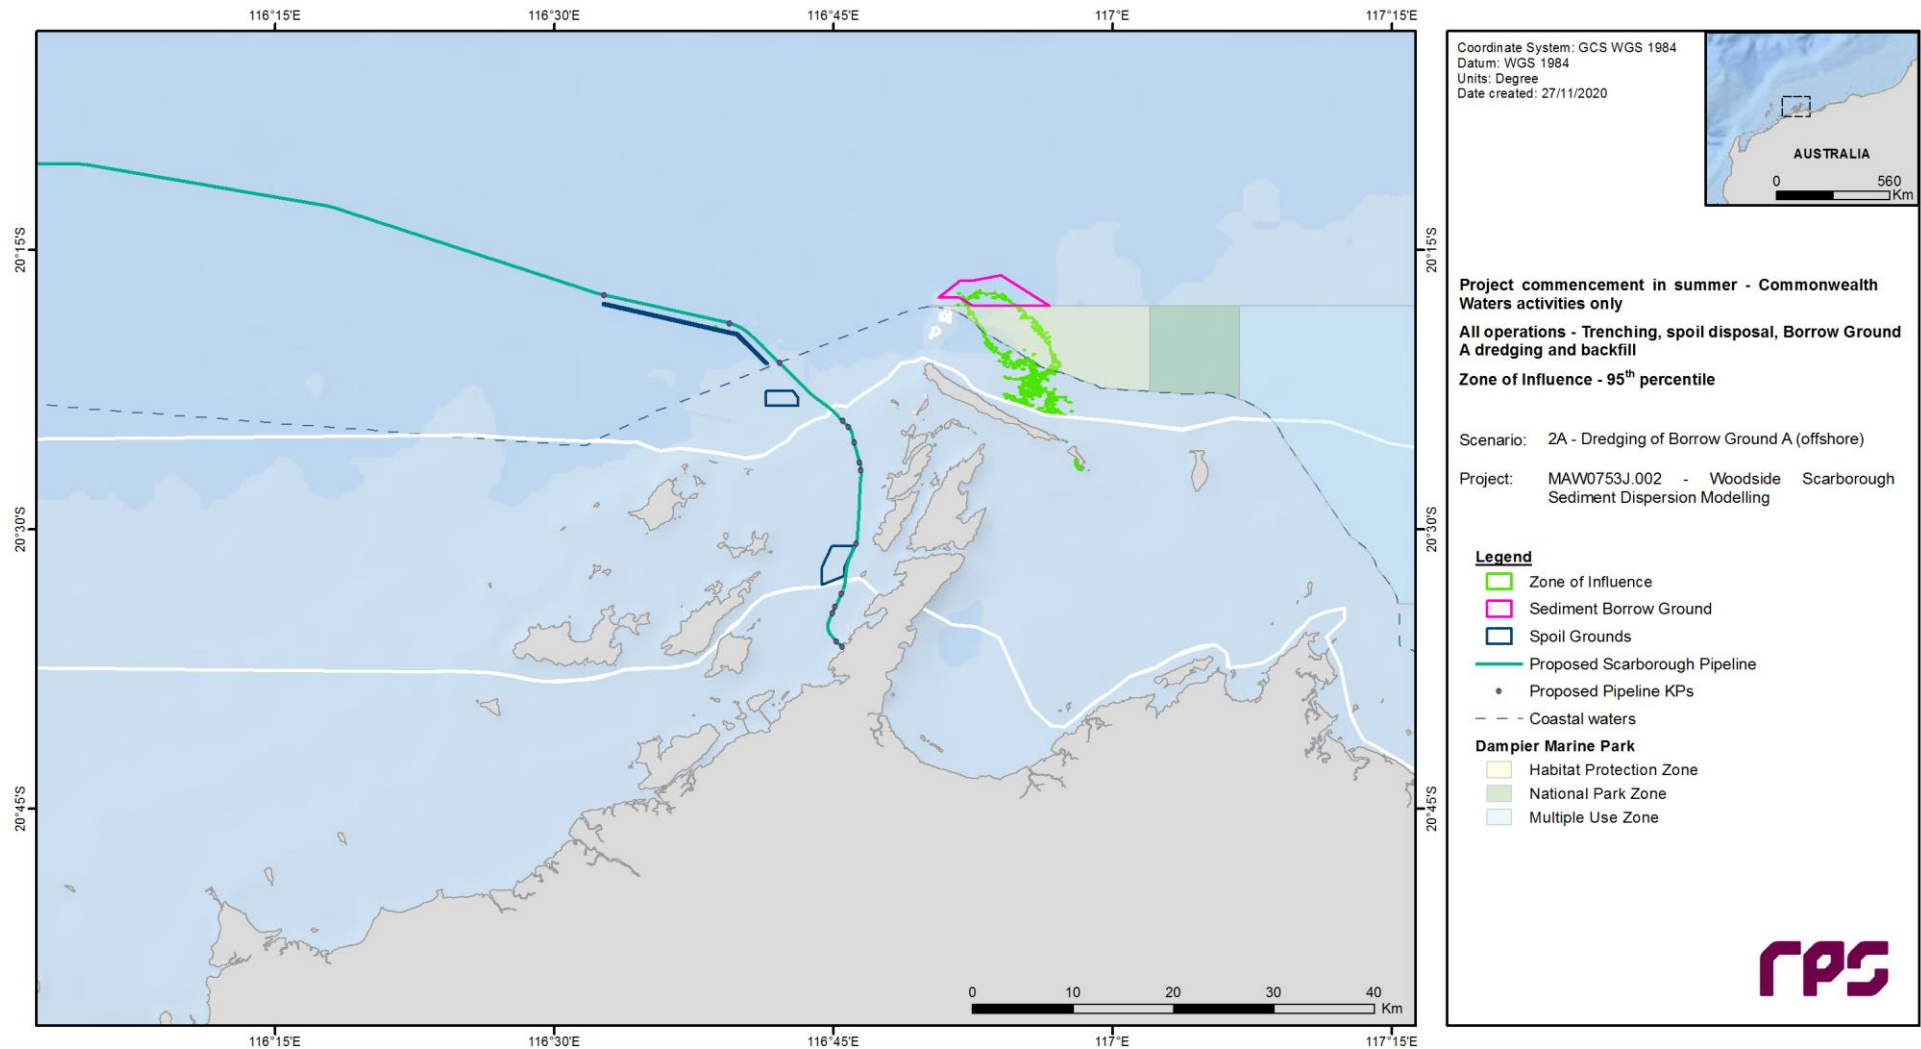 116°15'E
116°30'E
116°45'E
117°E
117°15'E
20°15'S
20°30'S
20°45'S
20°15'S
20°30'S
20°45'S
0 10 20 30 40
Km
116°15'E
116°30'E
116°45'E
117°E
117°15'E
Coordinate System: GCS WGS 1984
Datum: WGS 1984
Units: Degree
Date created: 27/11/2020
AUSTRALIA
0 560
Km
Project commencement in summer - Commonwealth
Waters activities only
All operations - Trenching, spoil disposal, Borrow Ground
A dredging and backfill
Zone of Influence - 95th percentile
Scenario: 2A - Dredging of Borrow Ground A (offshore)
Project: MAW0753J.002 - Woodside Scarborough
Sediment Dispersion Modelling
Legend
Zone of Influence
Sediment Borrow Ground
Spoil Grounds
Proposed Scarborough Pipeline
Proposed Pipeline KPs
Coastal waters
Dampier Marine Park
Habitat Protection Zone
National Park Zone
Multiple Use Zone
rps